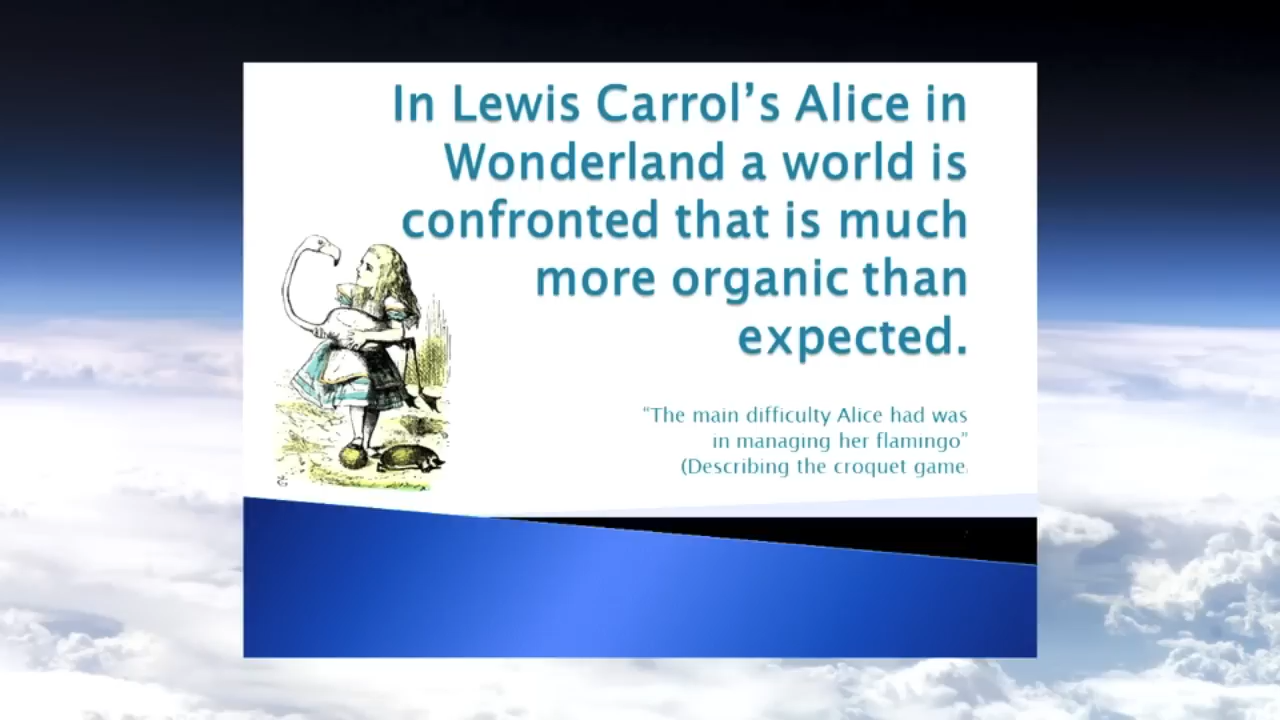 In Lewis Carrol’s Alice in
Wonderland a world is
confronted that is much
more organic than
expected.
“The main difficulty Alice had was
in managing her flamingo”
(Describing the croquet game